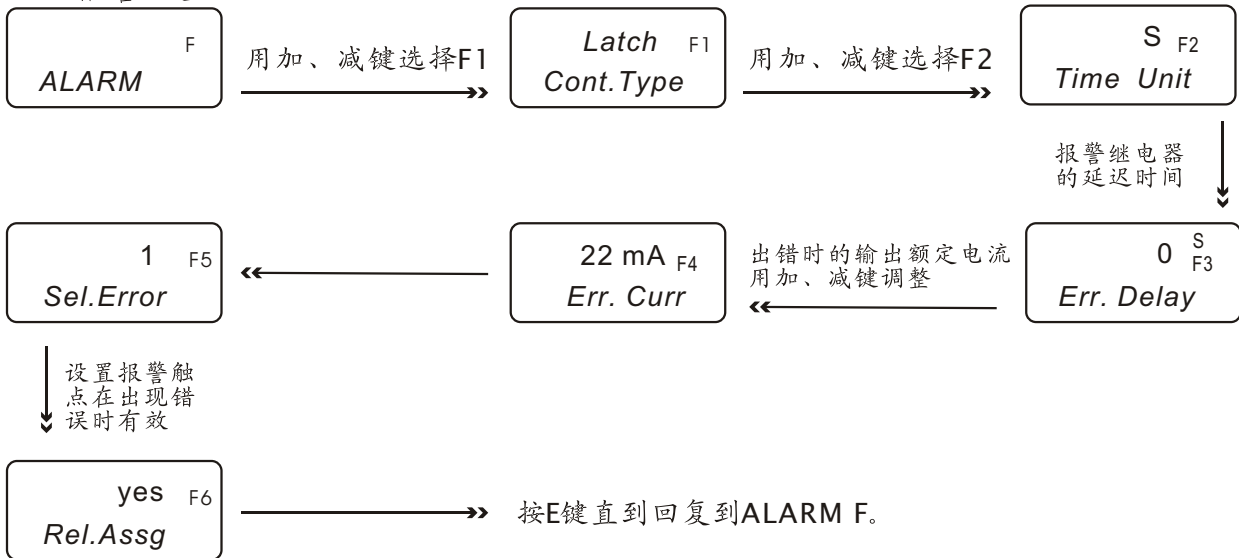 F
ALARM
用加、减键选择F1
Latch F1
Cont.Type
用加、减键选择F2
S F2
Time Unit
报警继电器
的延迟时间
0 S
F3
Err. Delay
出错时的输出额定电流
用加、减键调整
22 mA F4
Err. Curr
1 F5
Sel.Error
设置报警触
点在出现错
误时有效
yes F6
Rel.Assg
按E键直到回复到ALARM F。